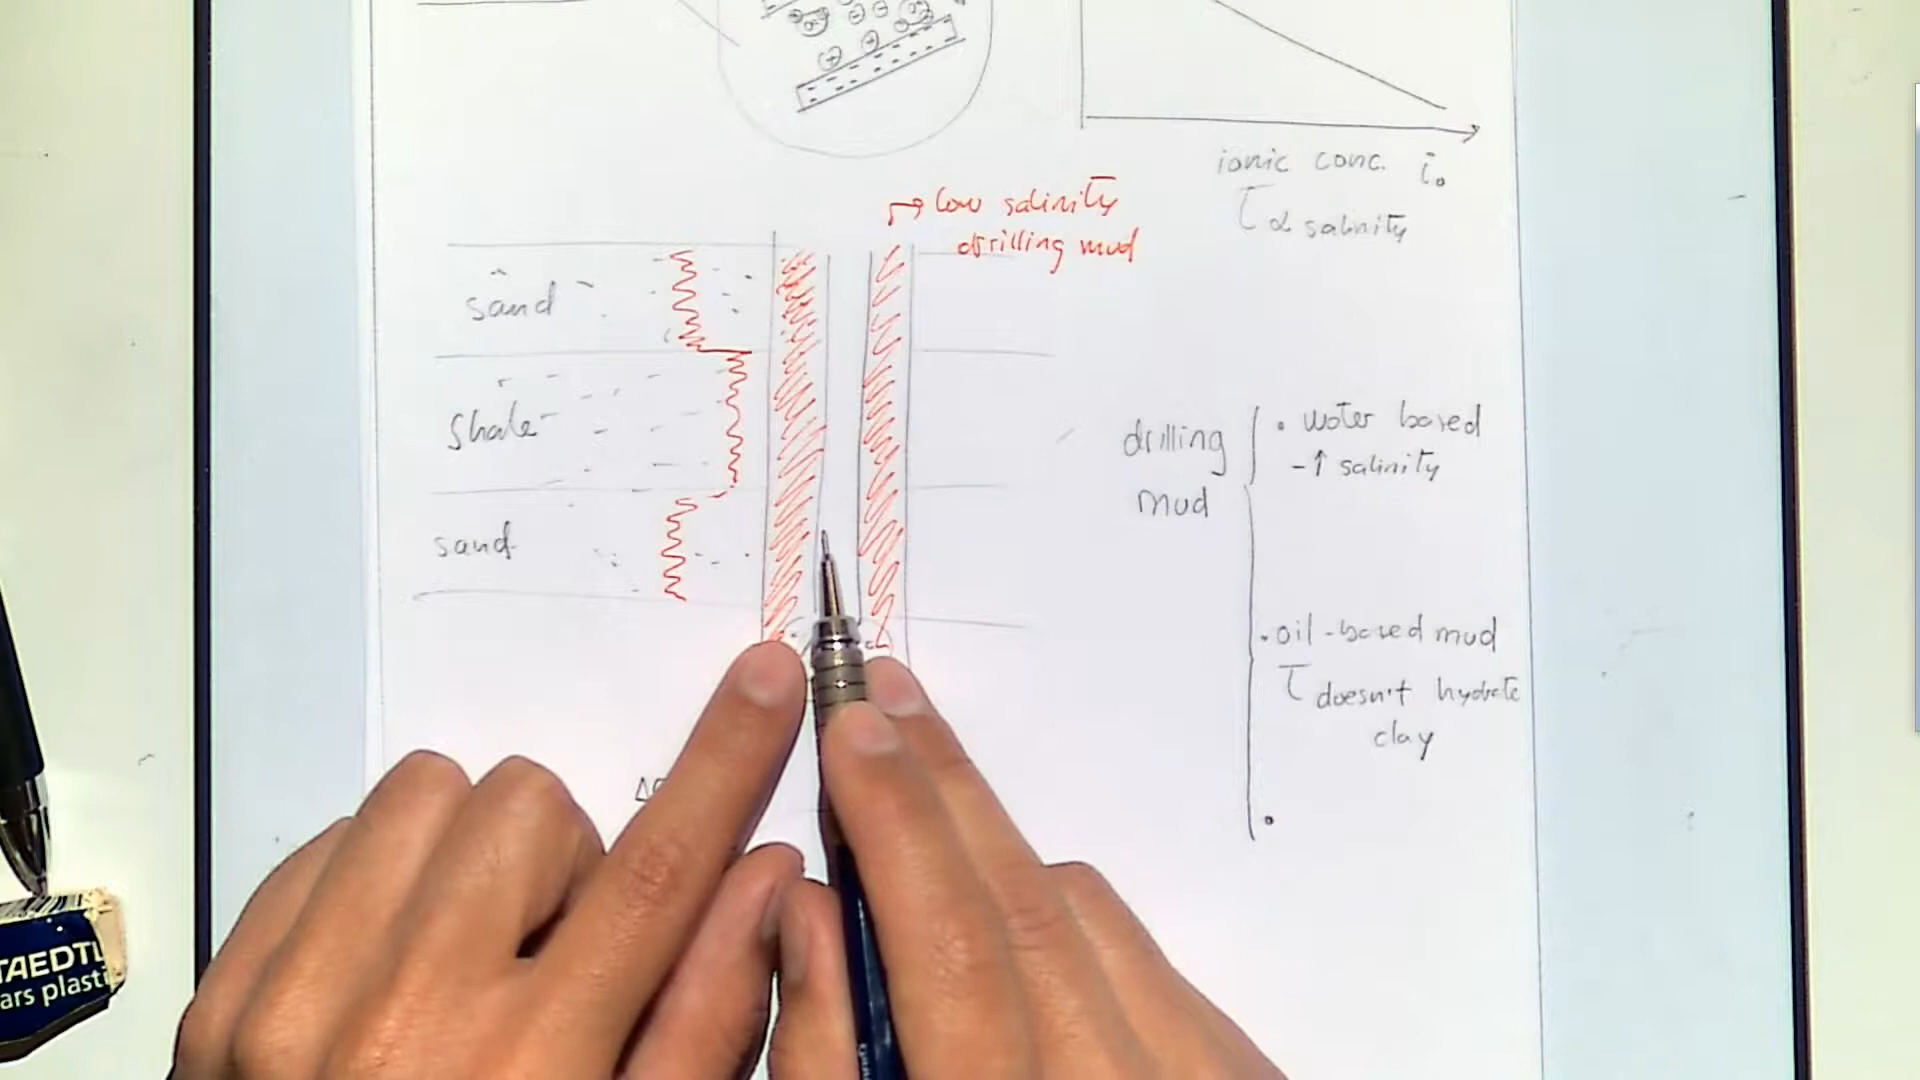 ionic conc. i.
∝ salinity
low salinity
drilling mud
sand
Shale
sand
drilling
mud
• water based
- ↑ salinity
• oil-based mud
doesn't hydrate
clay
•
TAEDTL
ars plasti